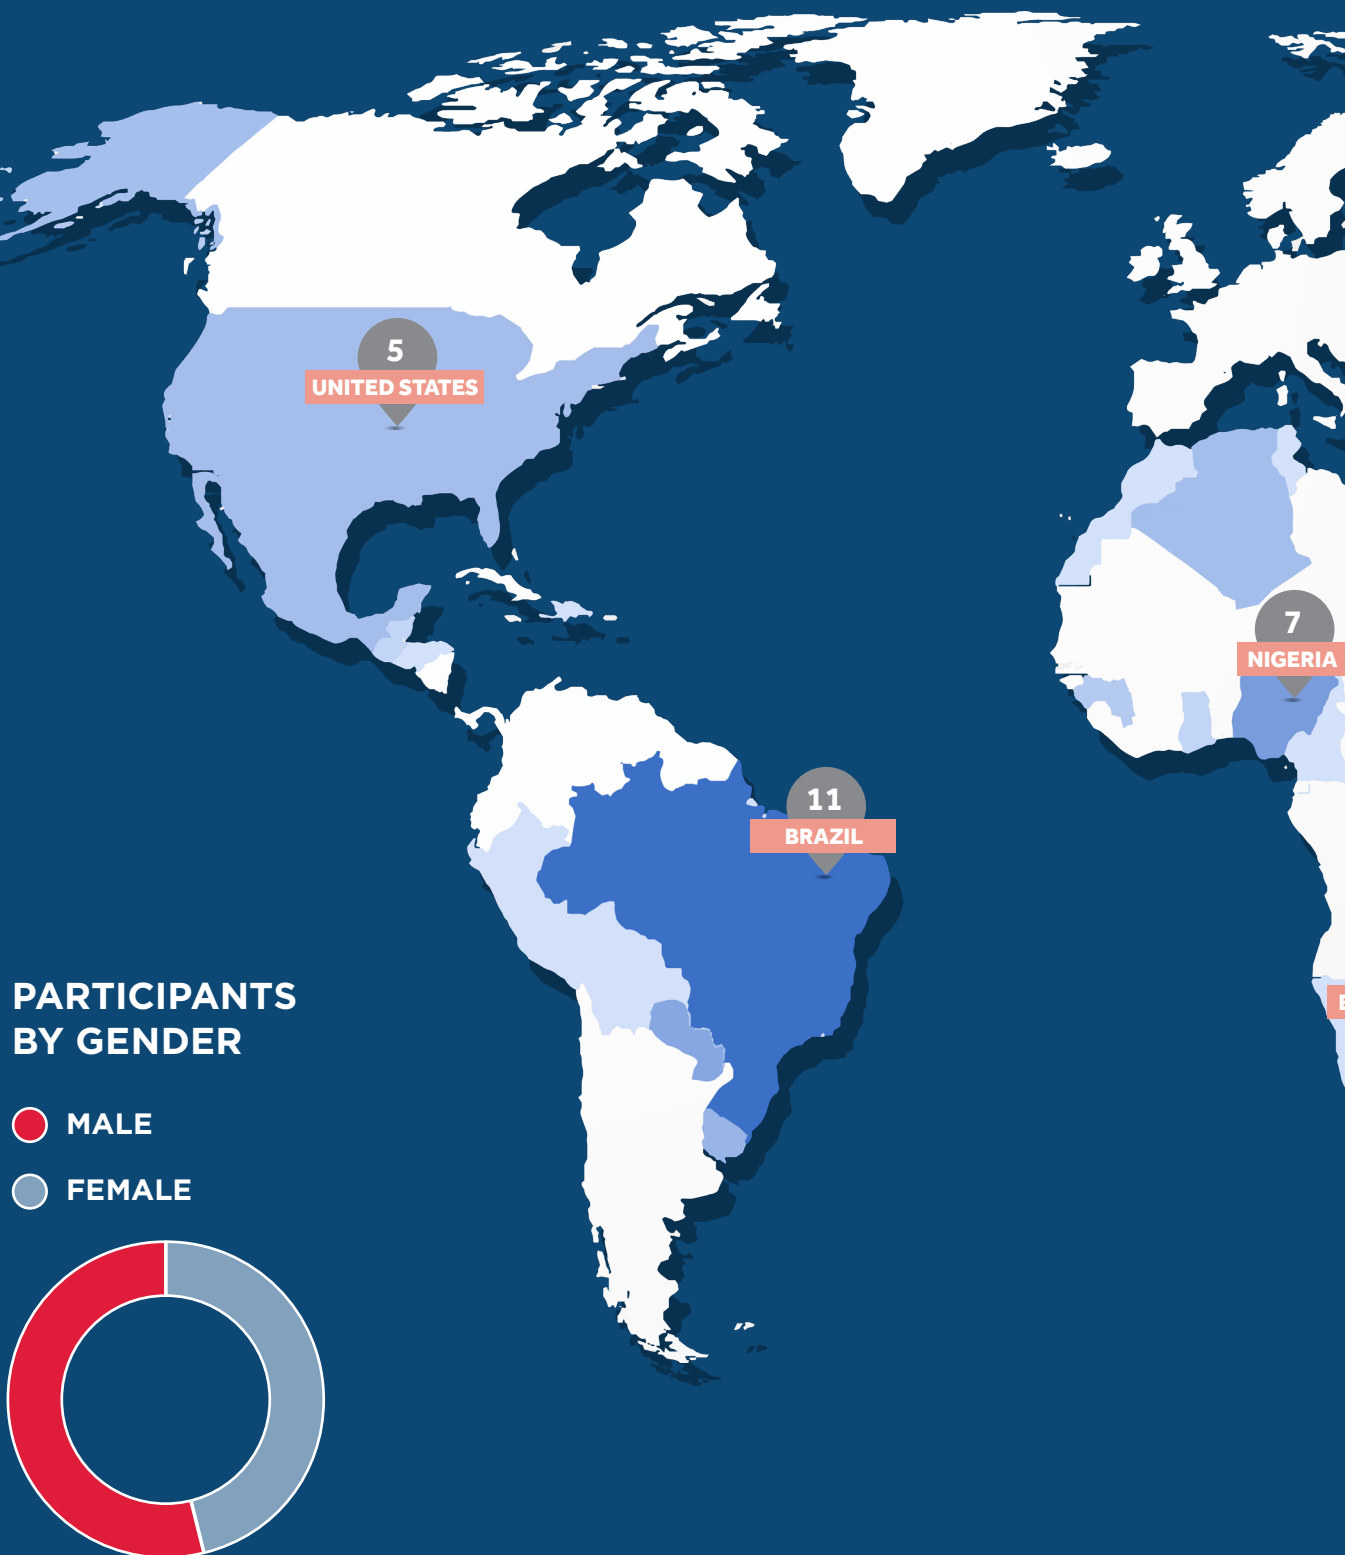 5
UNITED STATES
7
NIGERIA
11
BRAZIL
PARTICIPANTS
BY GENDER
MALE
FEMALE